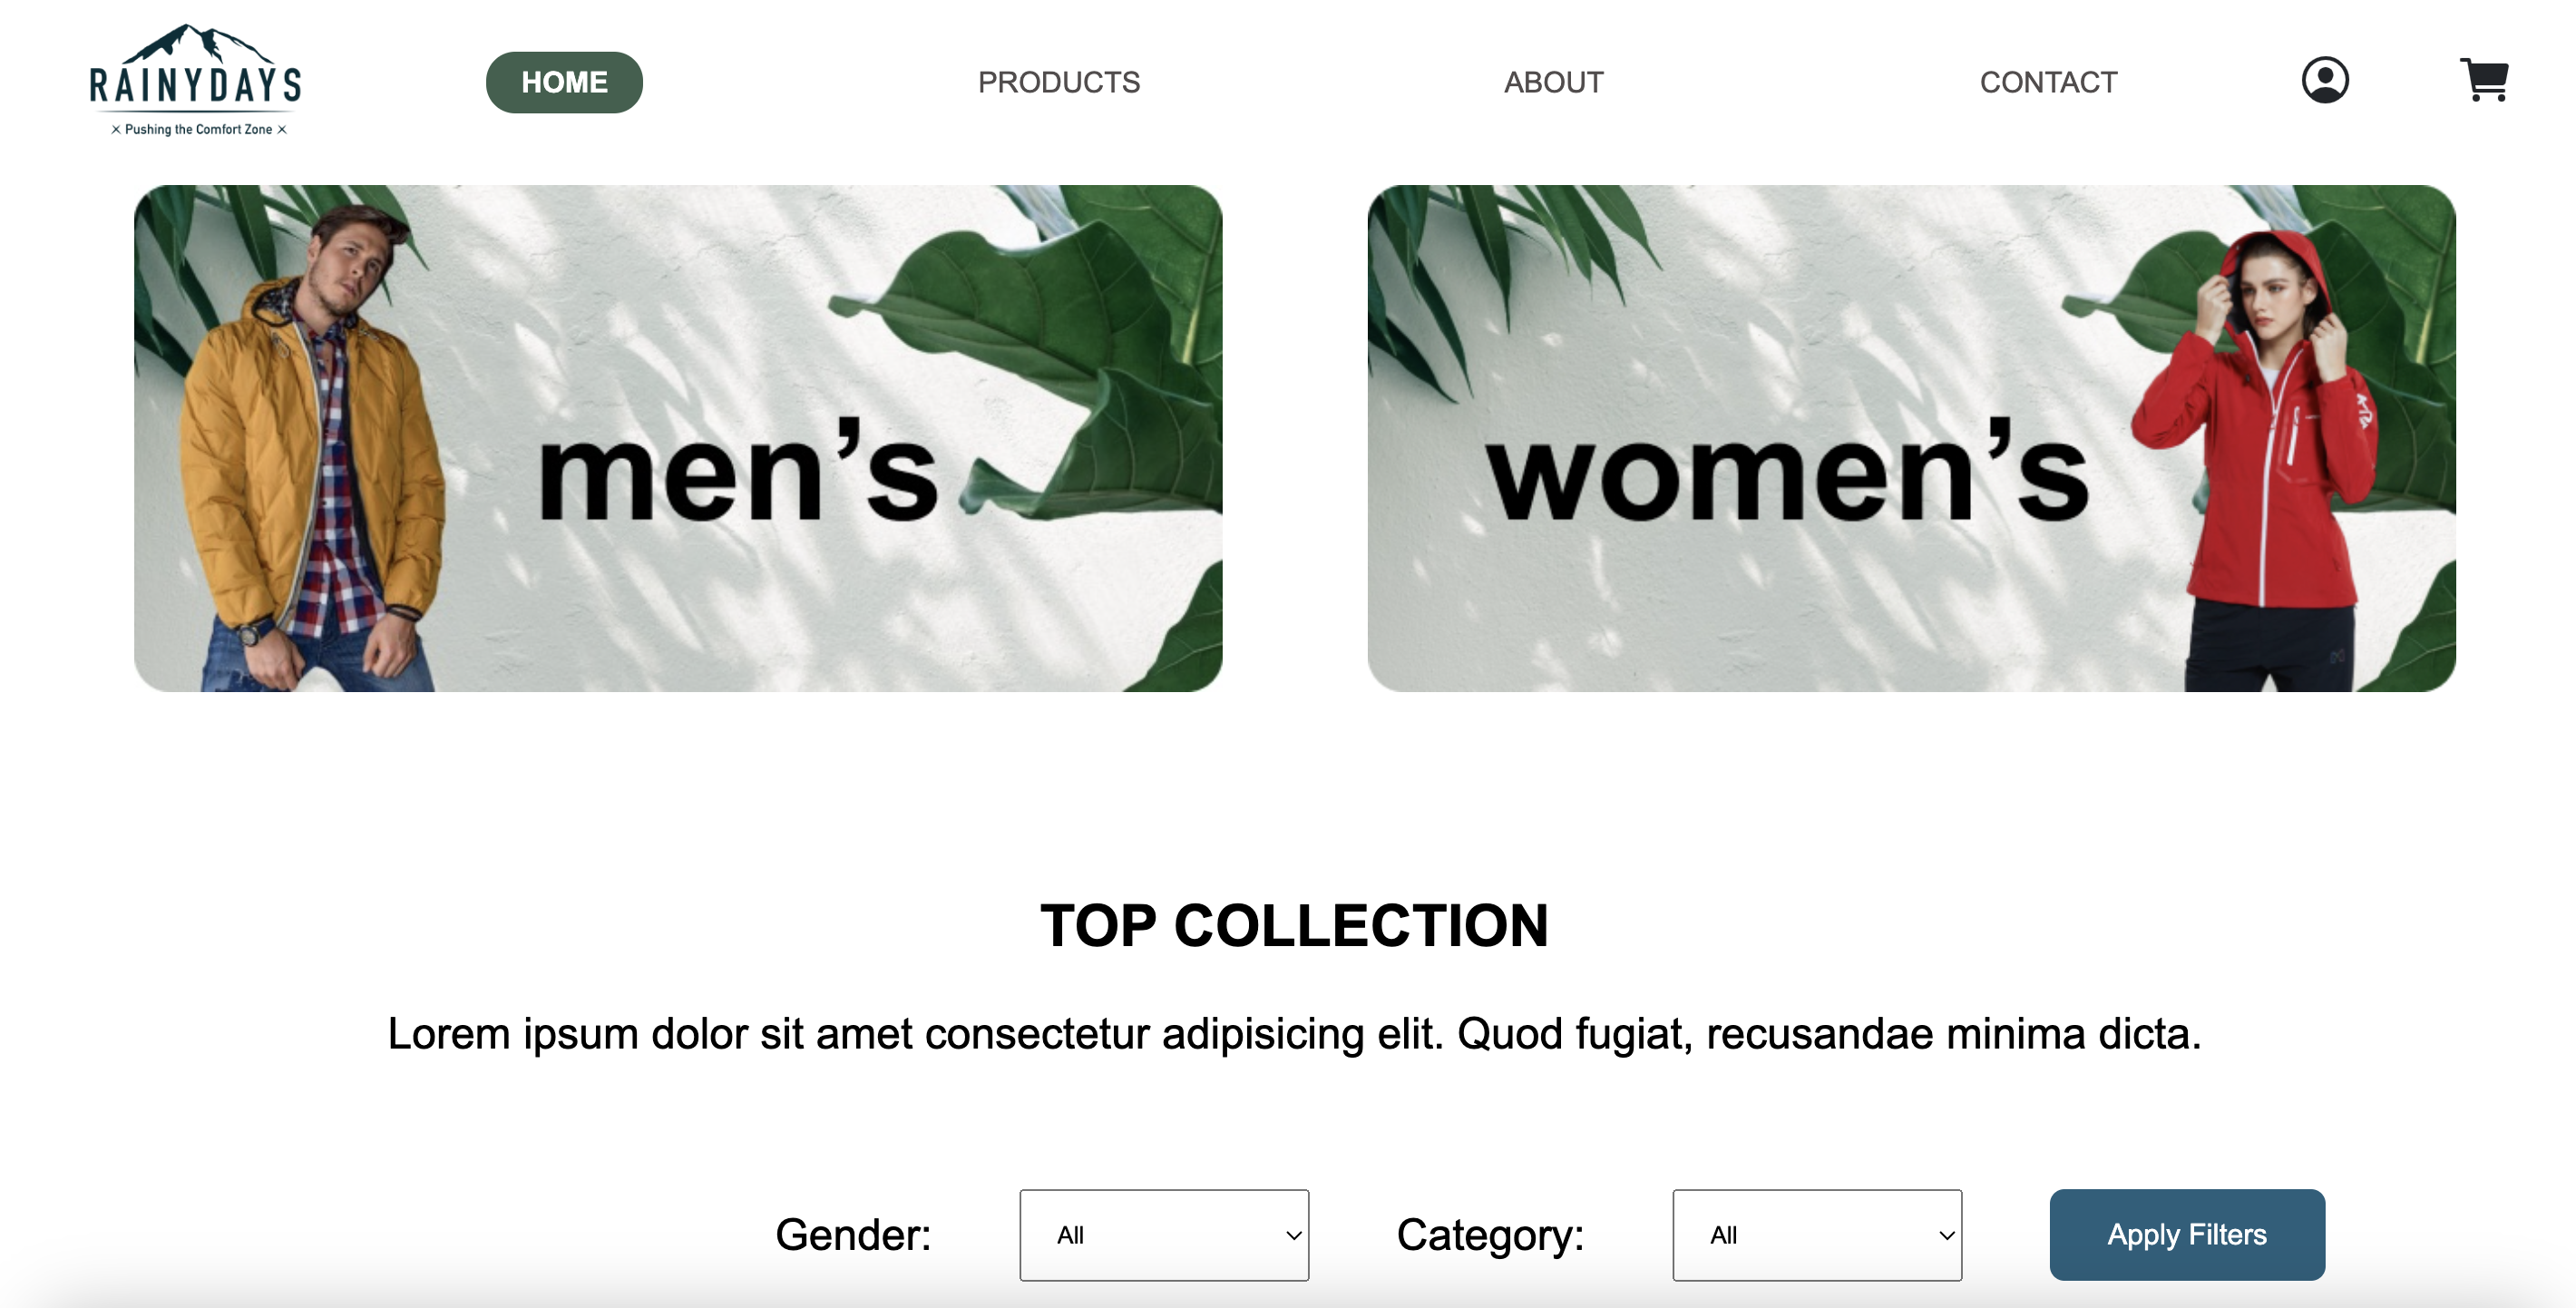 RAINYDAYS
Pushing the Comfort Zone
HOME
PRODUCTS
ABOUT
CONTACT
men’s
women’s
TOP COLLECTION
Lorem ipsum dolor sit amet consectetur adipisicing elit. Quod fugiat, recusandae minima dicta.
Gender:
All
Category:
All
Apply Filters